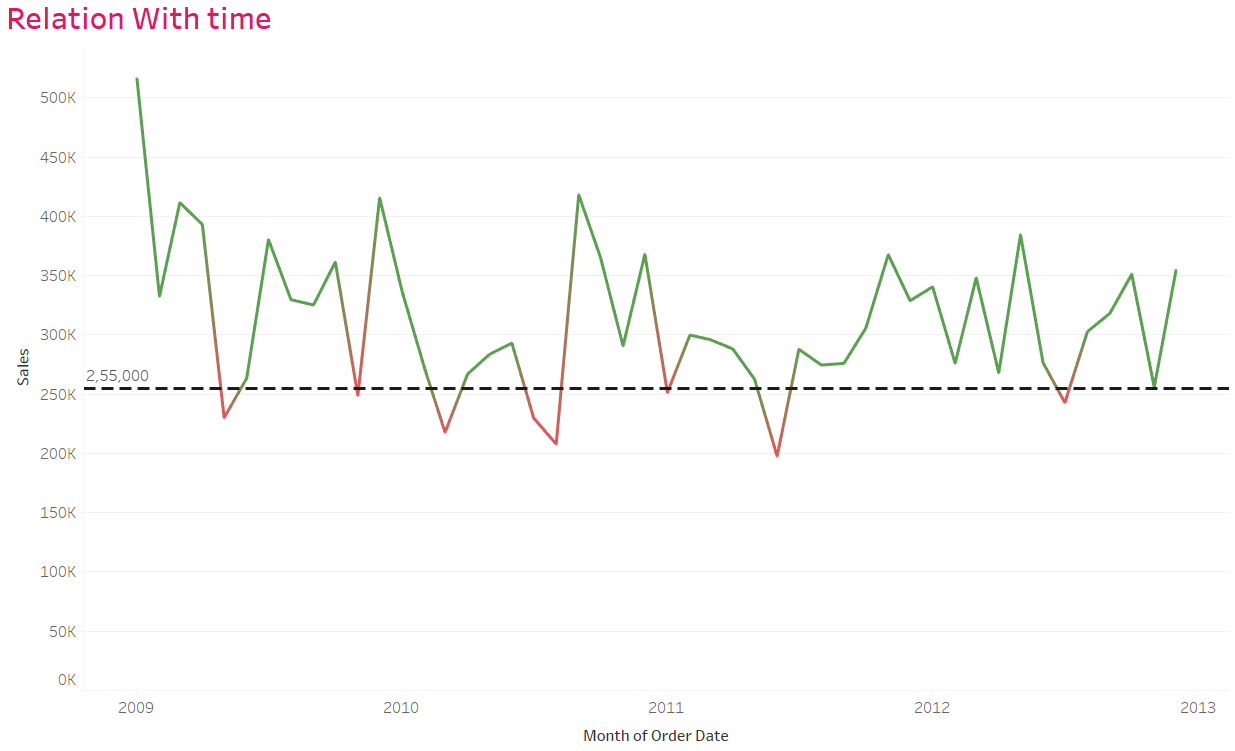 Relation With time
500K
450K
400K
350K
300K
2,55,000
250K
200K
150K
100K
50K
0K
Sales
2009 2010 2011 2012 2013
Month of Order Date